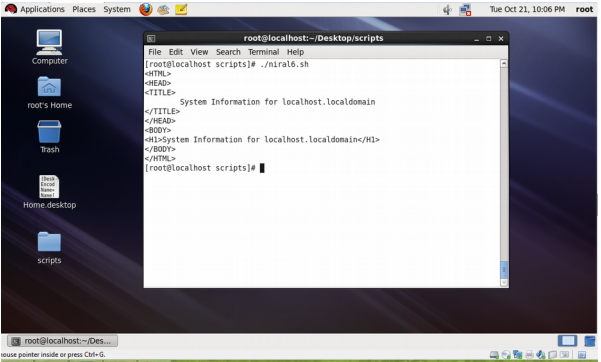 Applications Places System
Tue Oct 21, 10:06 PM root
Computer
root's Home
Trash
Home.desktop
scripts
root@localhost:~/Desktop/scripts
File Edit View Search Terminal Help
[root@localhost scripts]# ./niral6.sh
<HTML>
<HEAD>
<TITLE>
System Information for localhost.localdomain
</TITLE>
</HEAD>
<BODY>
<H1>System Information for localhost.localdomain</H1>
</BODY>
</HTML>
[root@localhost scripts]#
root@localhost:~/Des...
pointer inside or press Ctrl+G.